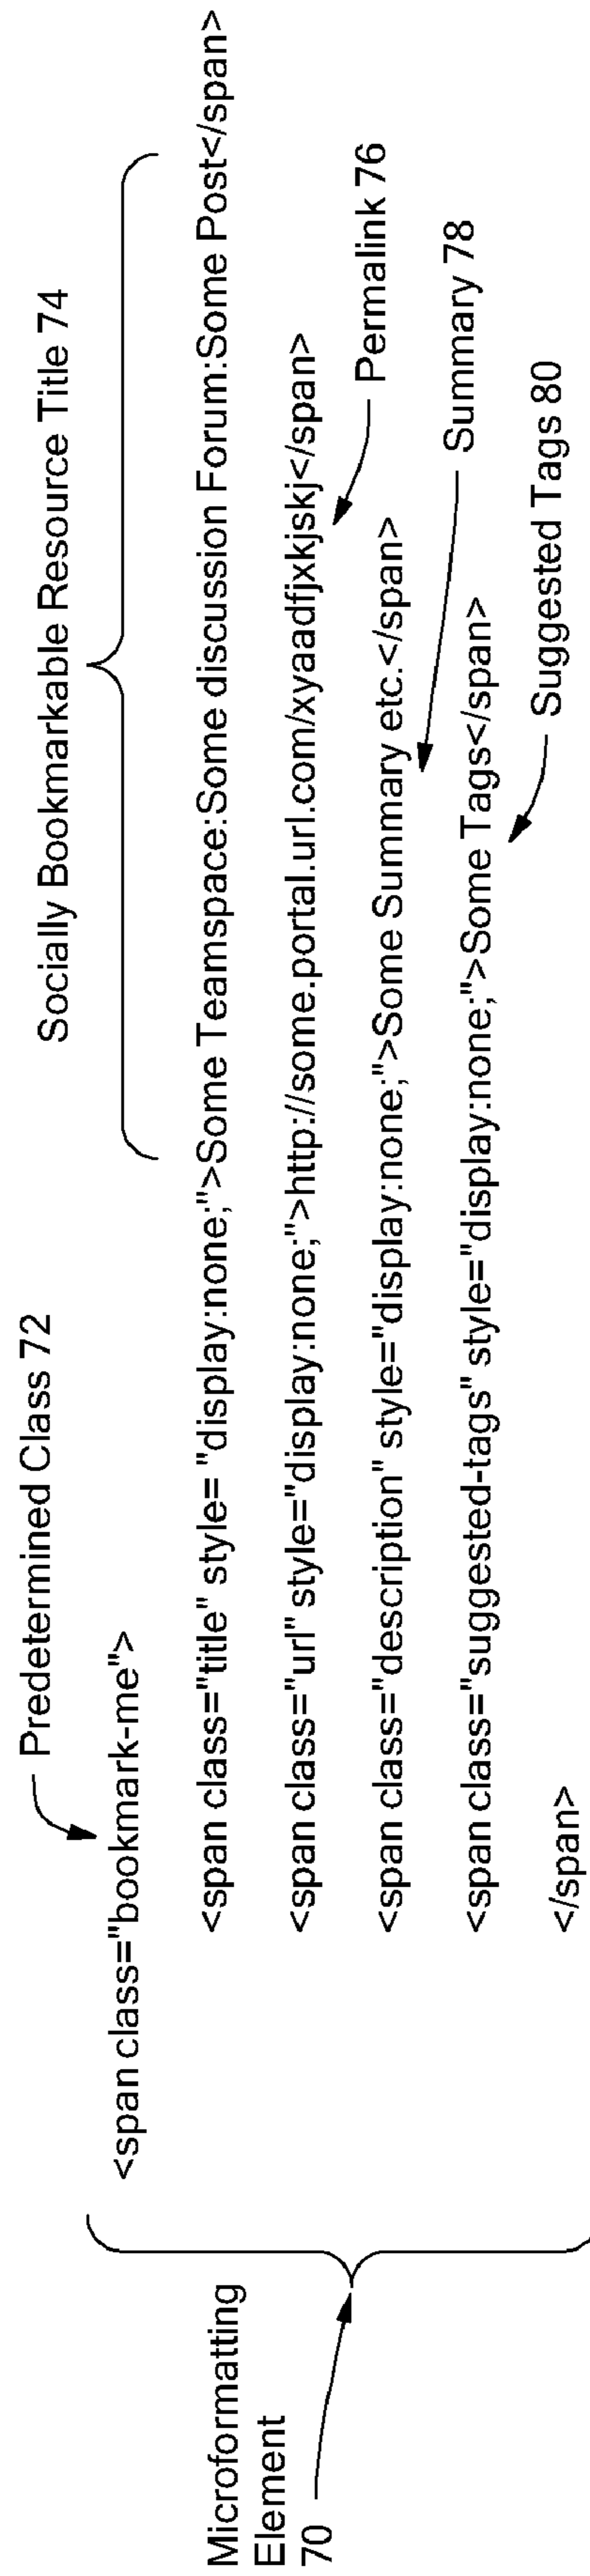 Predetermined Class 72
Socially Bookmarkable Resource Title 74
<span class="bookmark-me">
<span class="title" style= "display:none;">Some Teamspace:Some discussion Forum:Some Post</span>
<span class="url" style="display:none;">http://some.portal.url.com/xyaadfjxkjskj</span>
Permalink 76
<span class="description" style="display:none;">Some Summary etc.</span>
Summary 78
<span class="suggested-tags" style="display:none;">Some Tags</span>
Suggested Tags 80
</span>
Microformatting
Element
70